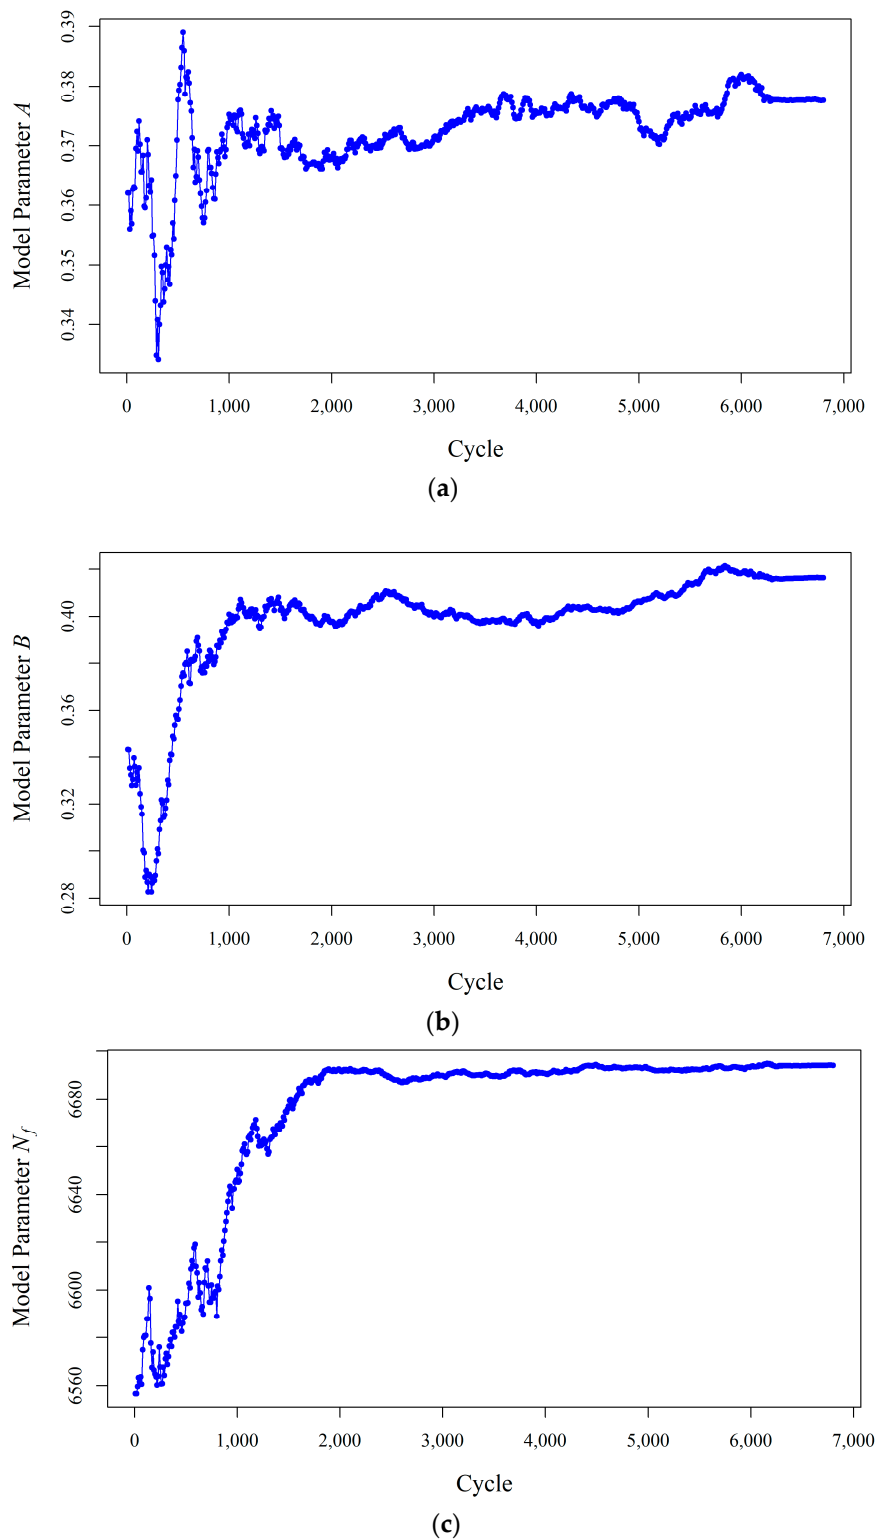 0.39
0.38
0.37
0.36
0.35
0.34
Model Parameter A
0 1,000 2,000 3,000 4,000 5,000 6,000 7,000
Cycle
(a)
0.40
0.36
0.32
0.28
Model Parameter B
0 1,000 2,000 3,000 4,000 5,000 6,000 7,000
Cycle
(b)
6680
6640
6600
6560
Model Parameter N_f
0 1,000 2,000 3,000 4,000 5,000 6,000 7,000
Cycle
(c)